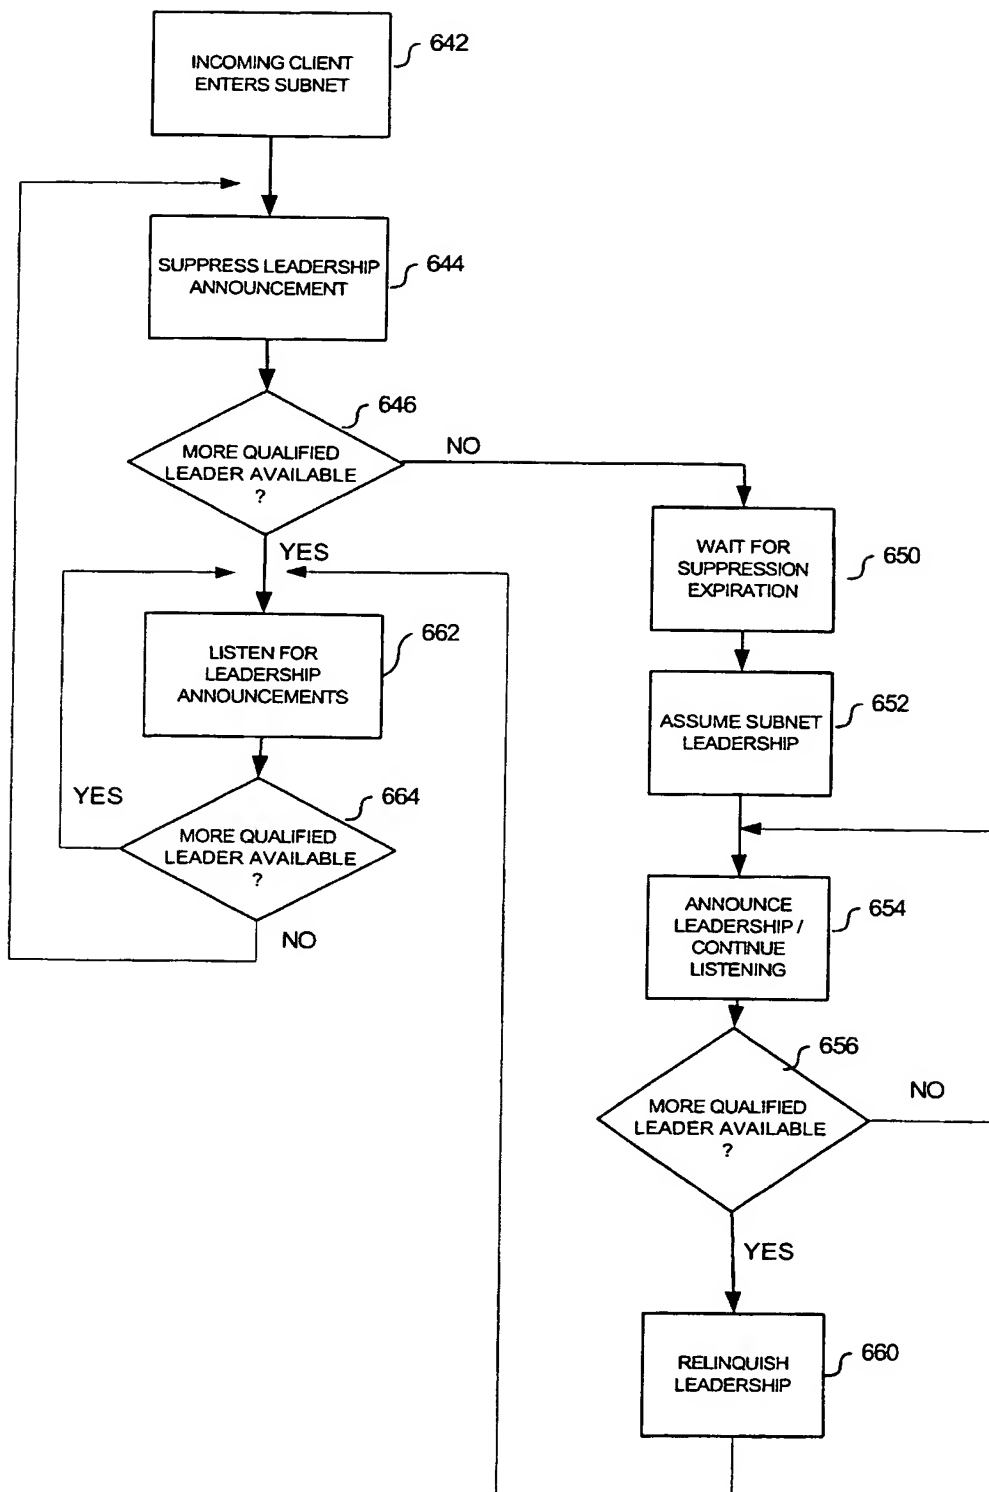 INCOMING CLIENT
ENTERS SUBNET
642
SUPPRESS LEADERSHIP
ANNOUNCEMENT
644
646
MORE QUALIFIED
LEADER AVAILABLE
?
NO
YES
WAIT FOR
SUPPRESSION
EXPIRATION
650
LISTEN FOR
LEADERSHIP
ANNOUNCEMENTS
662
ASSUME SUBNET
LEADERSHIP
652
YES
664
MORE QUALIFIED
LEADER AVAILABLE
?
NO
ANNOUNCE
LEADERSHIP /
CONTINUE
LISTENING
654
656
MORE QUALIFIED
LEADER AVAILABLE
?
NO
YES
RELINQUISH
LEADERSHIP
660